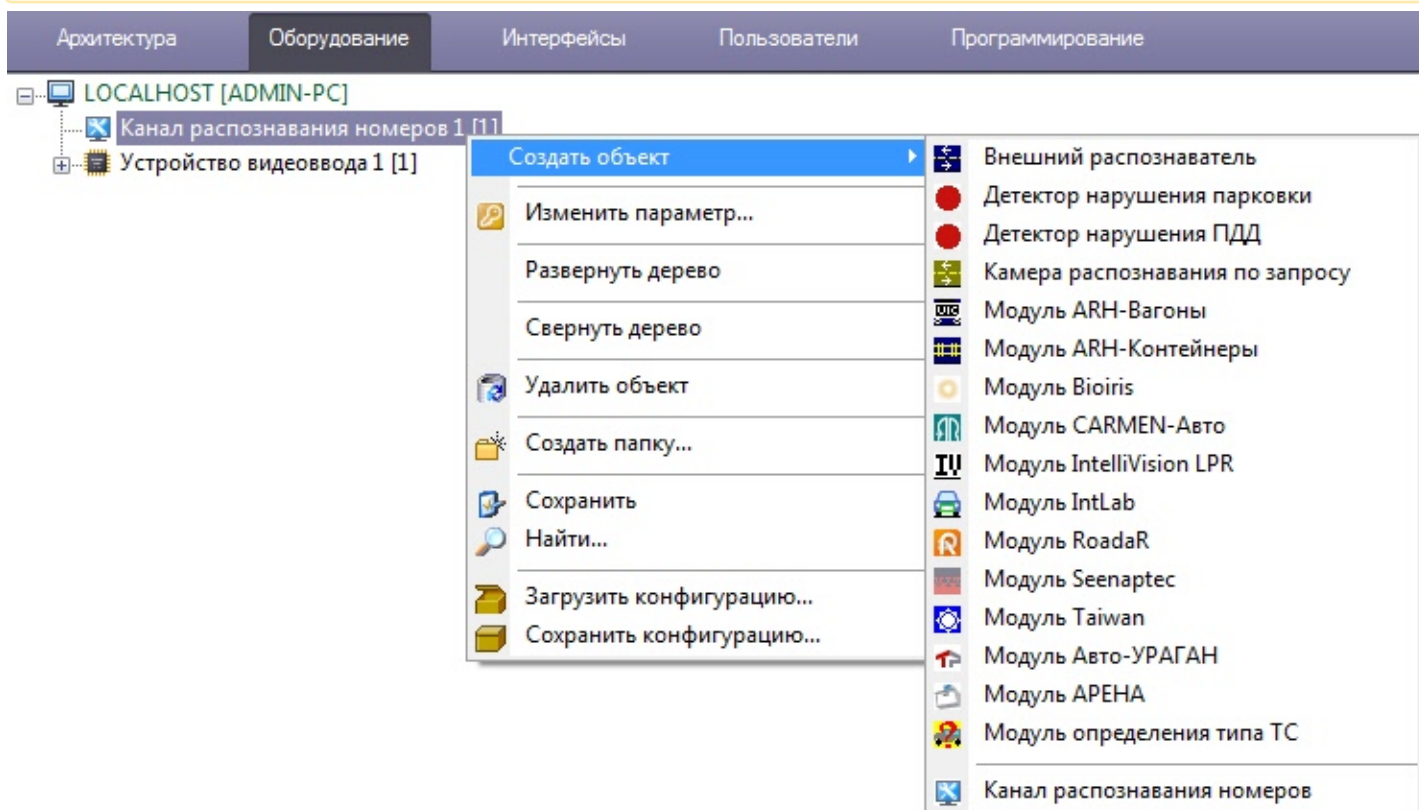 Архитектура Оборудование Интерфейсы Пользователи Программирование
LOCALHOST [ADMIN-PC]
Канал распознавания номеров 1 [1]
Устройство видеоввода 1 [1]
Создать объект
Изменить параметр...
Развернуть дерево
Свернуть дерево
Удалить объект
Создать папку...
Сохранить
Найти...
Загрузить конфигурацию...
Сохранить конфигурацию...
Внешний распознаватель
Детектор нарушения парковки
Детектор нарушения ПДД
Камера распознавания по запросу
Модуль ARH-Вагоны
Модуль ARH-Контейнеры
Модуль Bioiris
Модуль CARMEN-Авто
Модуль IntelliVision LPR
Модуль IntLab
Модуль RoadaR
Модуль Seenaptec
Модуль Taiwan
Модуль Авто-УРАГАН
Модуль АРЕНА
Модуль определения типа ТС
Канал распознавания номеров